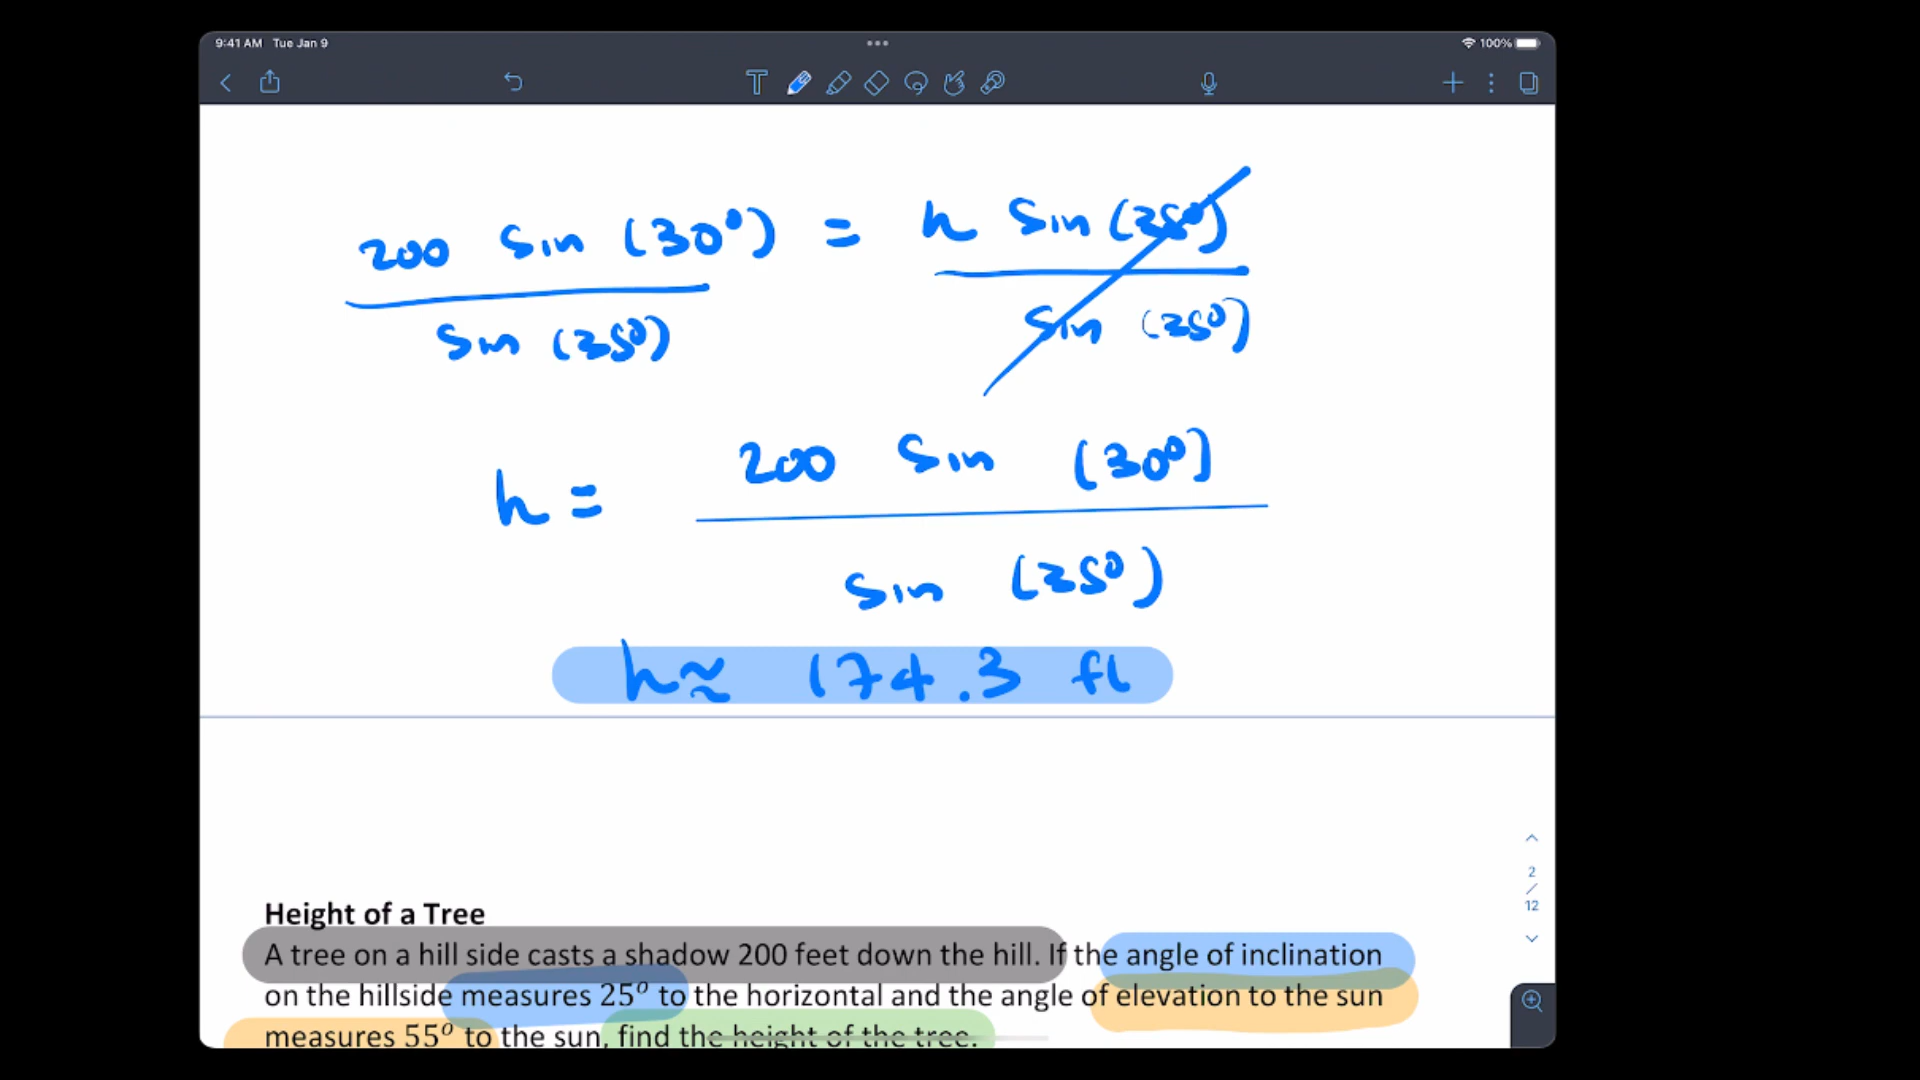 9:41 AM Tue Jan 9
100%
200 sin (30°) = h sin (35°)
sin (35°) sin (35°)
h = 200 sin (30°)
sin (35°)
h ≈ 174.3 ft
2
/
12
Height of a Tree
A tree on a hill side casts a shadow 200 feet down the hill. If the angle of inclination
on the hillside measures 25° to the horizontal and the angle of elevation to the sun
measures 55° to the sun, find the height of the tree.